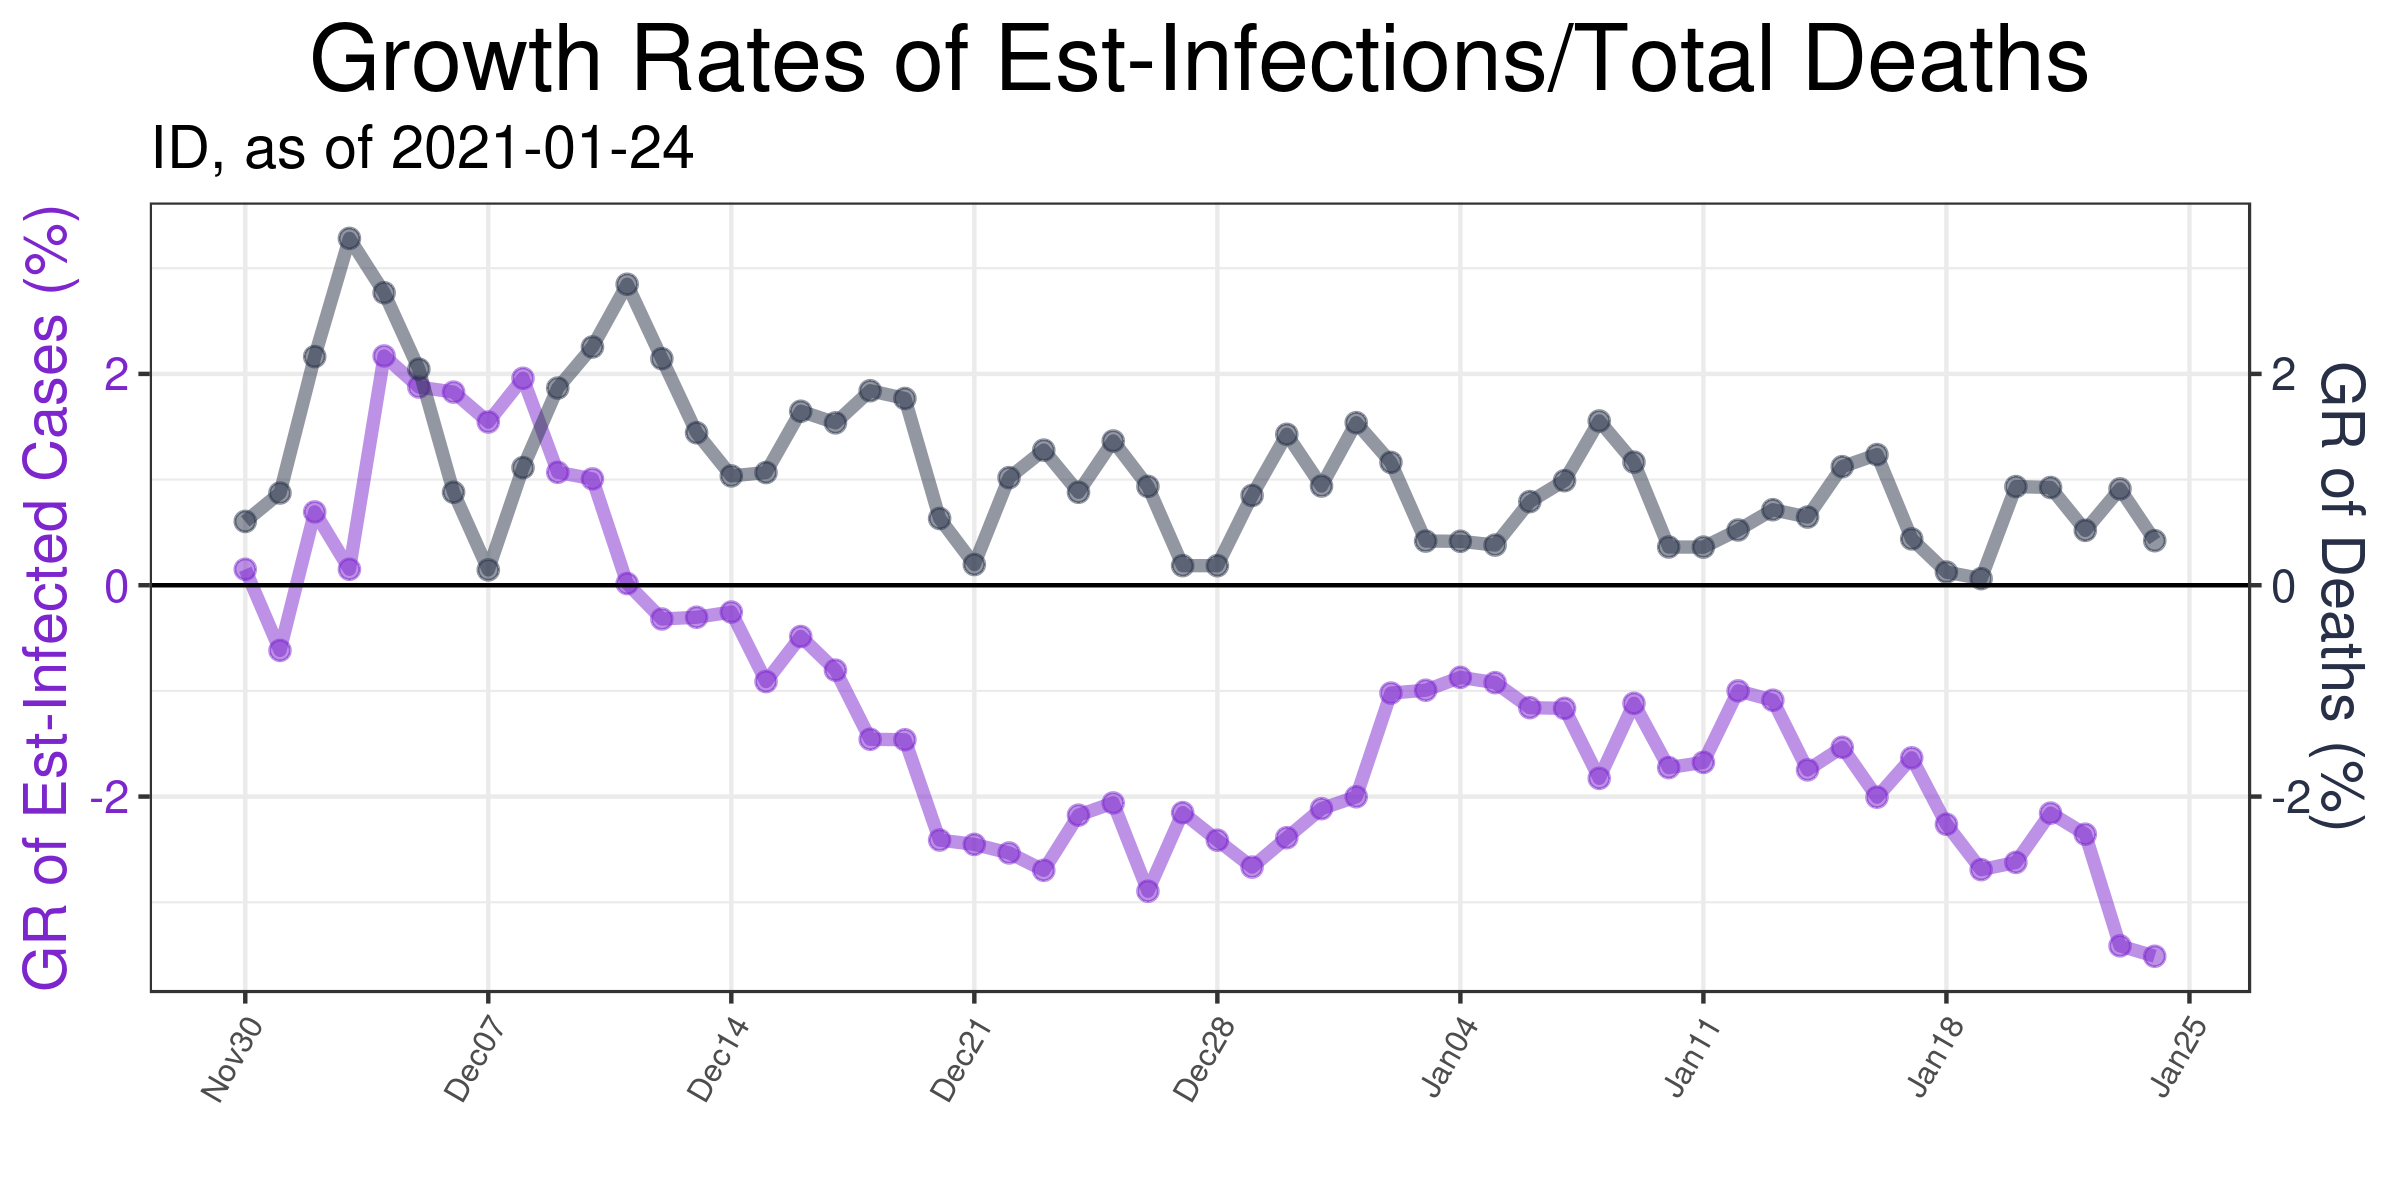 Growth Rates of Est-Infections/Total Deaths
ID, as of 2021-01-24
GR of Est-Infected Cases (%)
2
0
-2
2
0
-2
GR of Deaths (%)
Nov30
Dec07
Dec14
Dec21
Dec28
Jan04
Jan11
Jan18
Jan25